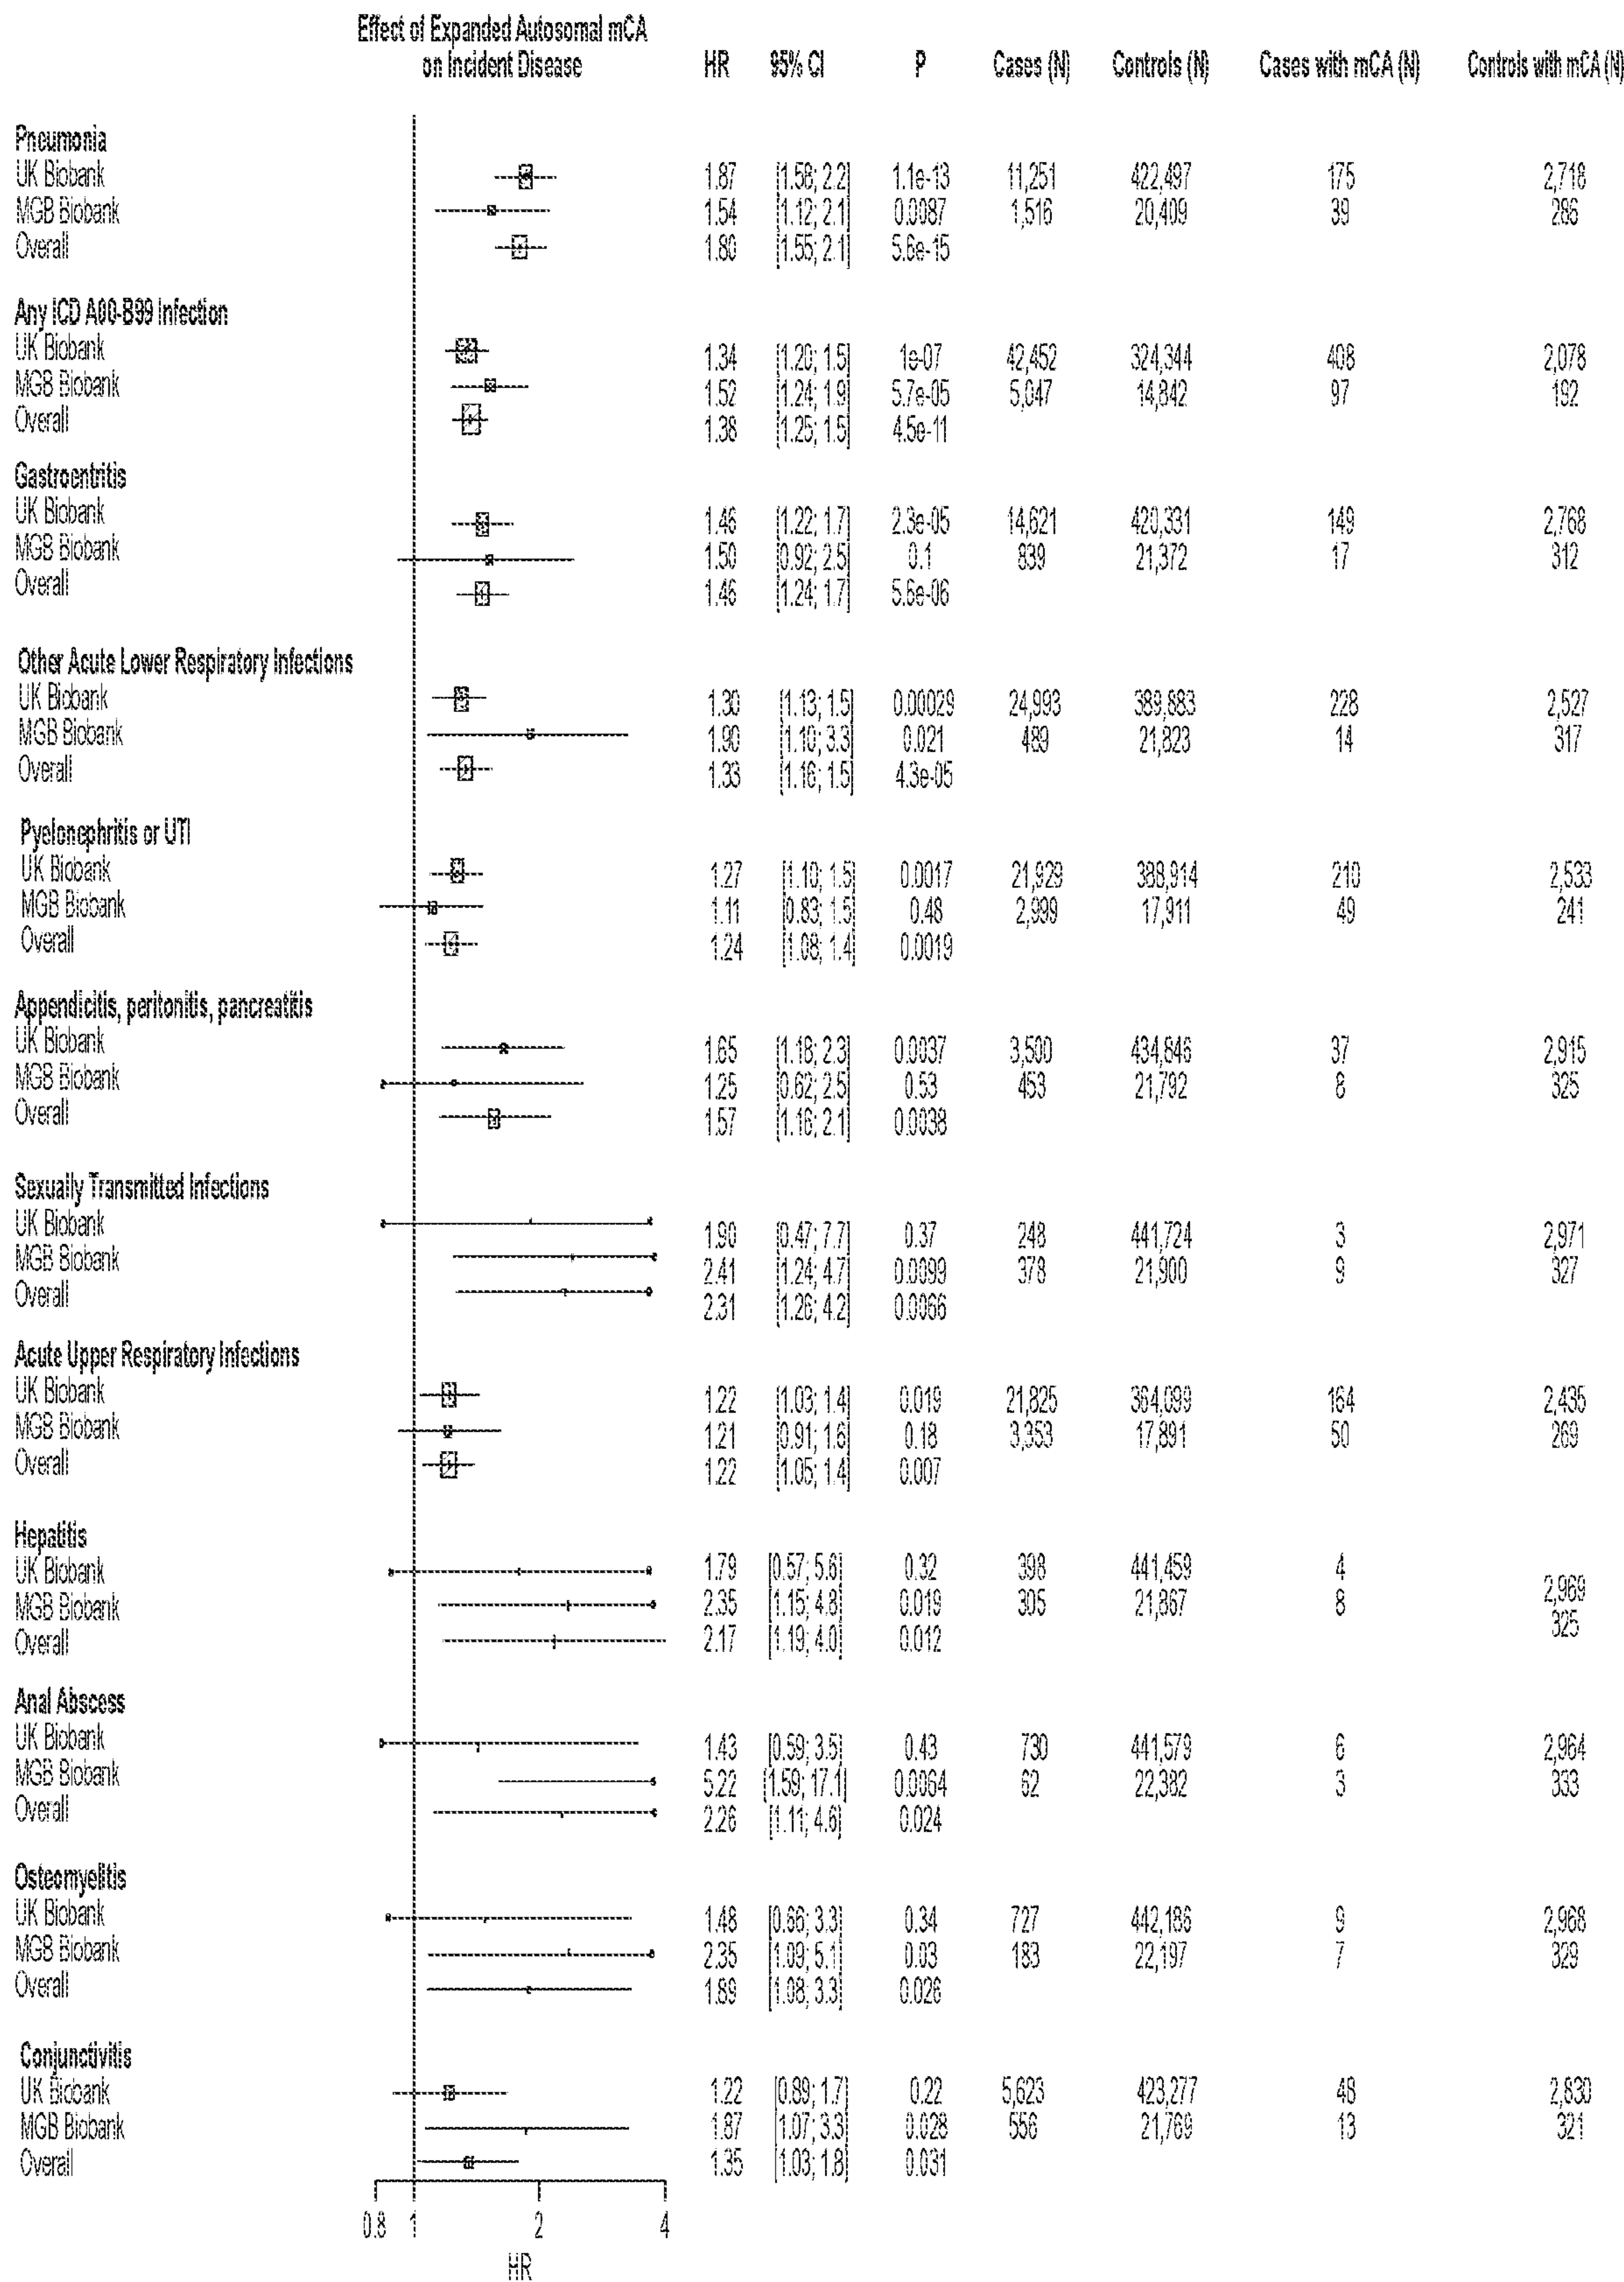 Effect of Expanded Autosomal mCA
on Incident Disease HR 95% CI P Cases (N) Controls (N) Cases with mCA (N) Controls with mCA (N)
Pneumonia
UK Biobank 1.87 [1.58; 2.2] 1.1e-13 11,251 422,497 175 2,718
MGB Biobank 1.54 [1.12; 2.1] 0.0087 1,516 20,409 39 286
Overall 1.80 [1.55; 2.1] 5.6e-15
Any ICD A00-B99 Infection
UK Biobank 1.34 [1.20; 1.5] 1e-07 42,452 324,344 408 2,078
MGB Biobank 1.52 [1.24; 1.9] 5.7e-05 5,047 14,842 97 192
Overall 1.38 [1.25; 1.5] 4.5e-11
Gastroentritis
UK Biobank 1.46 [1.22; 1.7] 2.3e-05 14,621 420,331 149 2,768
MGB Biobank 1.50 [0.92; 2.5] 0.1 839 21,372 17 312
Overall 1.46 [1.24; 1.7] 5.6e-06
Other Acute Lower Respiratory Infections
UK Biobank 1.30 [1.13; 1.5] 0.00029 24,993 389,883 228 2,527
MGB Biobank 1.90 [1.10; 3.3] 0.021 489 21,823 14 317
Overall 1.33 [1.16; 1.5] 4.3e-05
Pyelonephritis or UTI
UK Biobank 1.27 [1.10; 1.5] 0.0017 21,929 388,914 210 2,533
MGB Biobank 1.11 [0.83; 1.5] 0.48 2,999 17,911 49 241
Overall 1.24 [1.08; 1.4] 0.0019
Appendicitis, peritonitis, pancreatitis
UK Biobank 1.65 [1.18; 2.3] 0.0037 3,500 434,846 37 2,915
MGB Biobank 1.25 [0.62; 2.5] 0.53 453 21,792 8 325
Overall 1.57 [1.16; 2.1] 0.0038
Sexually Transmitted Infections
UK Biobank 1.90 [0.47; 7.7] 0.37 248 441,724 3 2,971
MGB Biobank 2.41 [1.24; 4.7] 0.0099 378 21,900 9 327
Overall 2.31 [1.26; 4.2] 0.0066
Acute Upper Respiratory Infections
UK Biobank 1.22 [1.03; 1.4] 0.019 21,825 364,099 164 2,435
MGB Biobank 1.21 [0.91; 1.6] 0.18 3,353 17,891 50 269
Overall 1.22 [1.05; 1.4] 0.007
Hepatitis
UK Biobank 1.79 [0.57; 5.6] 0.32 398 441,459 4 2,969
MGB Biobank 2.35 [1.15; 4.8] 0.019 305 21,867 8 325
Overall 2.17 [1.19; 4.0] 0.012
Anal Abscess
UK Biobank 1.43 [0.59; 3.5] 0.43 730 441,579 6 2,964
MGB Biobank 5.22 [1.59; 17.1] 0.0064 62 22,382 3 333
Overall 2.26 [1.11; 4.6] 0.024
Osteomyelitis
UK Biobank 1.48 [0.66; 3.3] 0.34 727 442,186 9 2,968
MGB Biobank 2.35 [1.09; 5.1] 0.03 183 22,197 7 329
Overall 1.89 [1.08; 3.3] 0.026
Conjunctivitis
UK Biobank 1.22 [0.89; 1.7] 0.22 5,623 423,277 48 2,830
MGB Biobank 1.87 [1.07; 3.3] 0.028 556 21,769 13 321
Overall 1.35 [1.03; 1.8] 0.031
0.8 1 2 4
HR